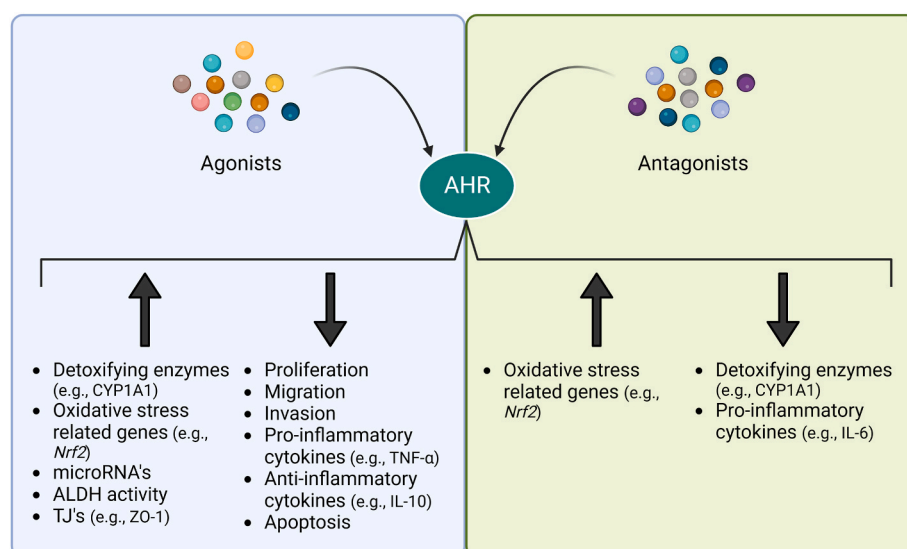 Agonists
Antagonists
AHR
• Detoxifying enzymes
(e.g., CYP1A1)
• Oxidative stress
related genes (e.g.,
Nrf2)
• microRNA's
• ALDH activity
• TJ's (e.g., ZO-1)
• Proliferation
• Migration
• Invasion
• Pro-inflammatory
cytokines (e.g., TNF-α)
• Anti-inflammatory
cytokines (e.g., IL-10)
• Apoptosis
• Oxidative stress
related genes (e.g.,
Nrf2)
• Detoxifying enzymes
(e.g., CYP1A1)
• Pro-inflammatory
cytokines (e.g., IL-6)